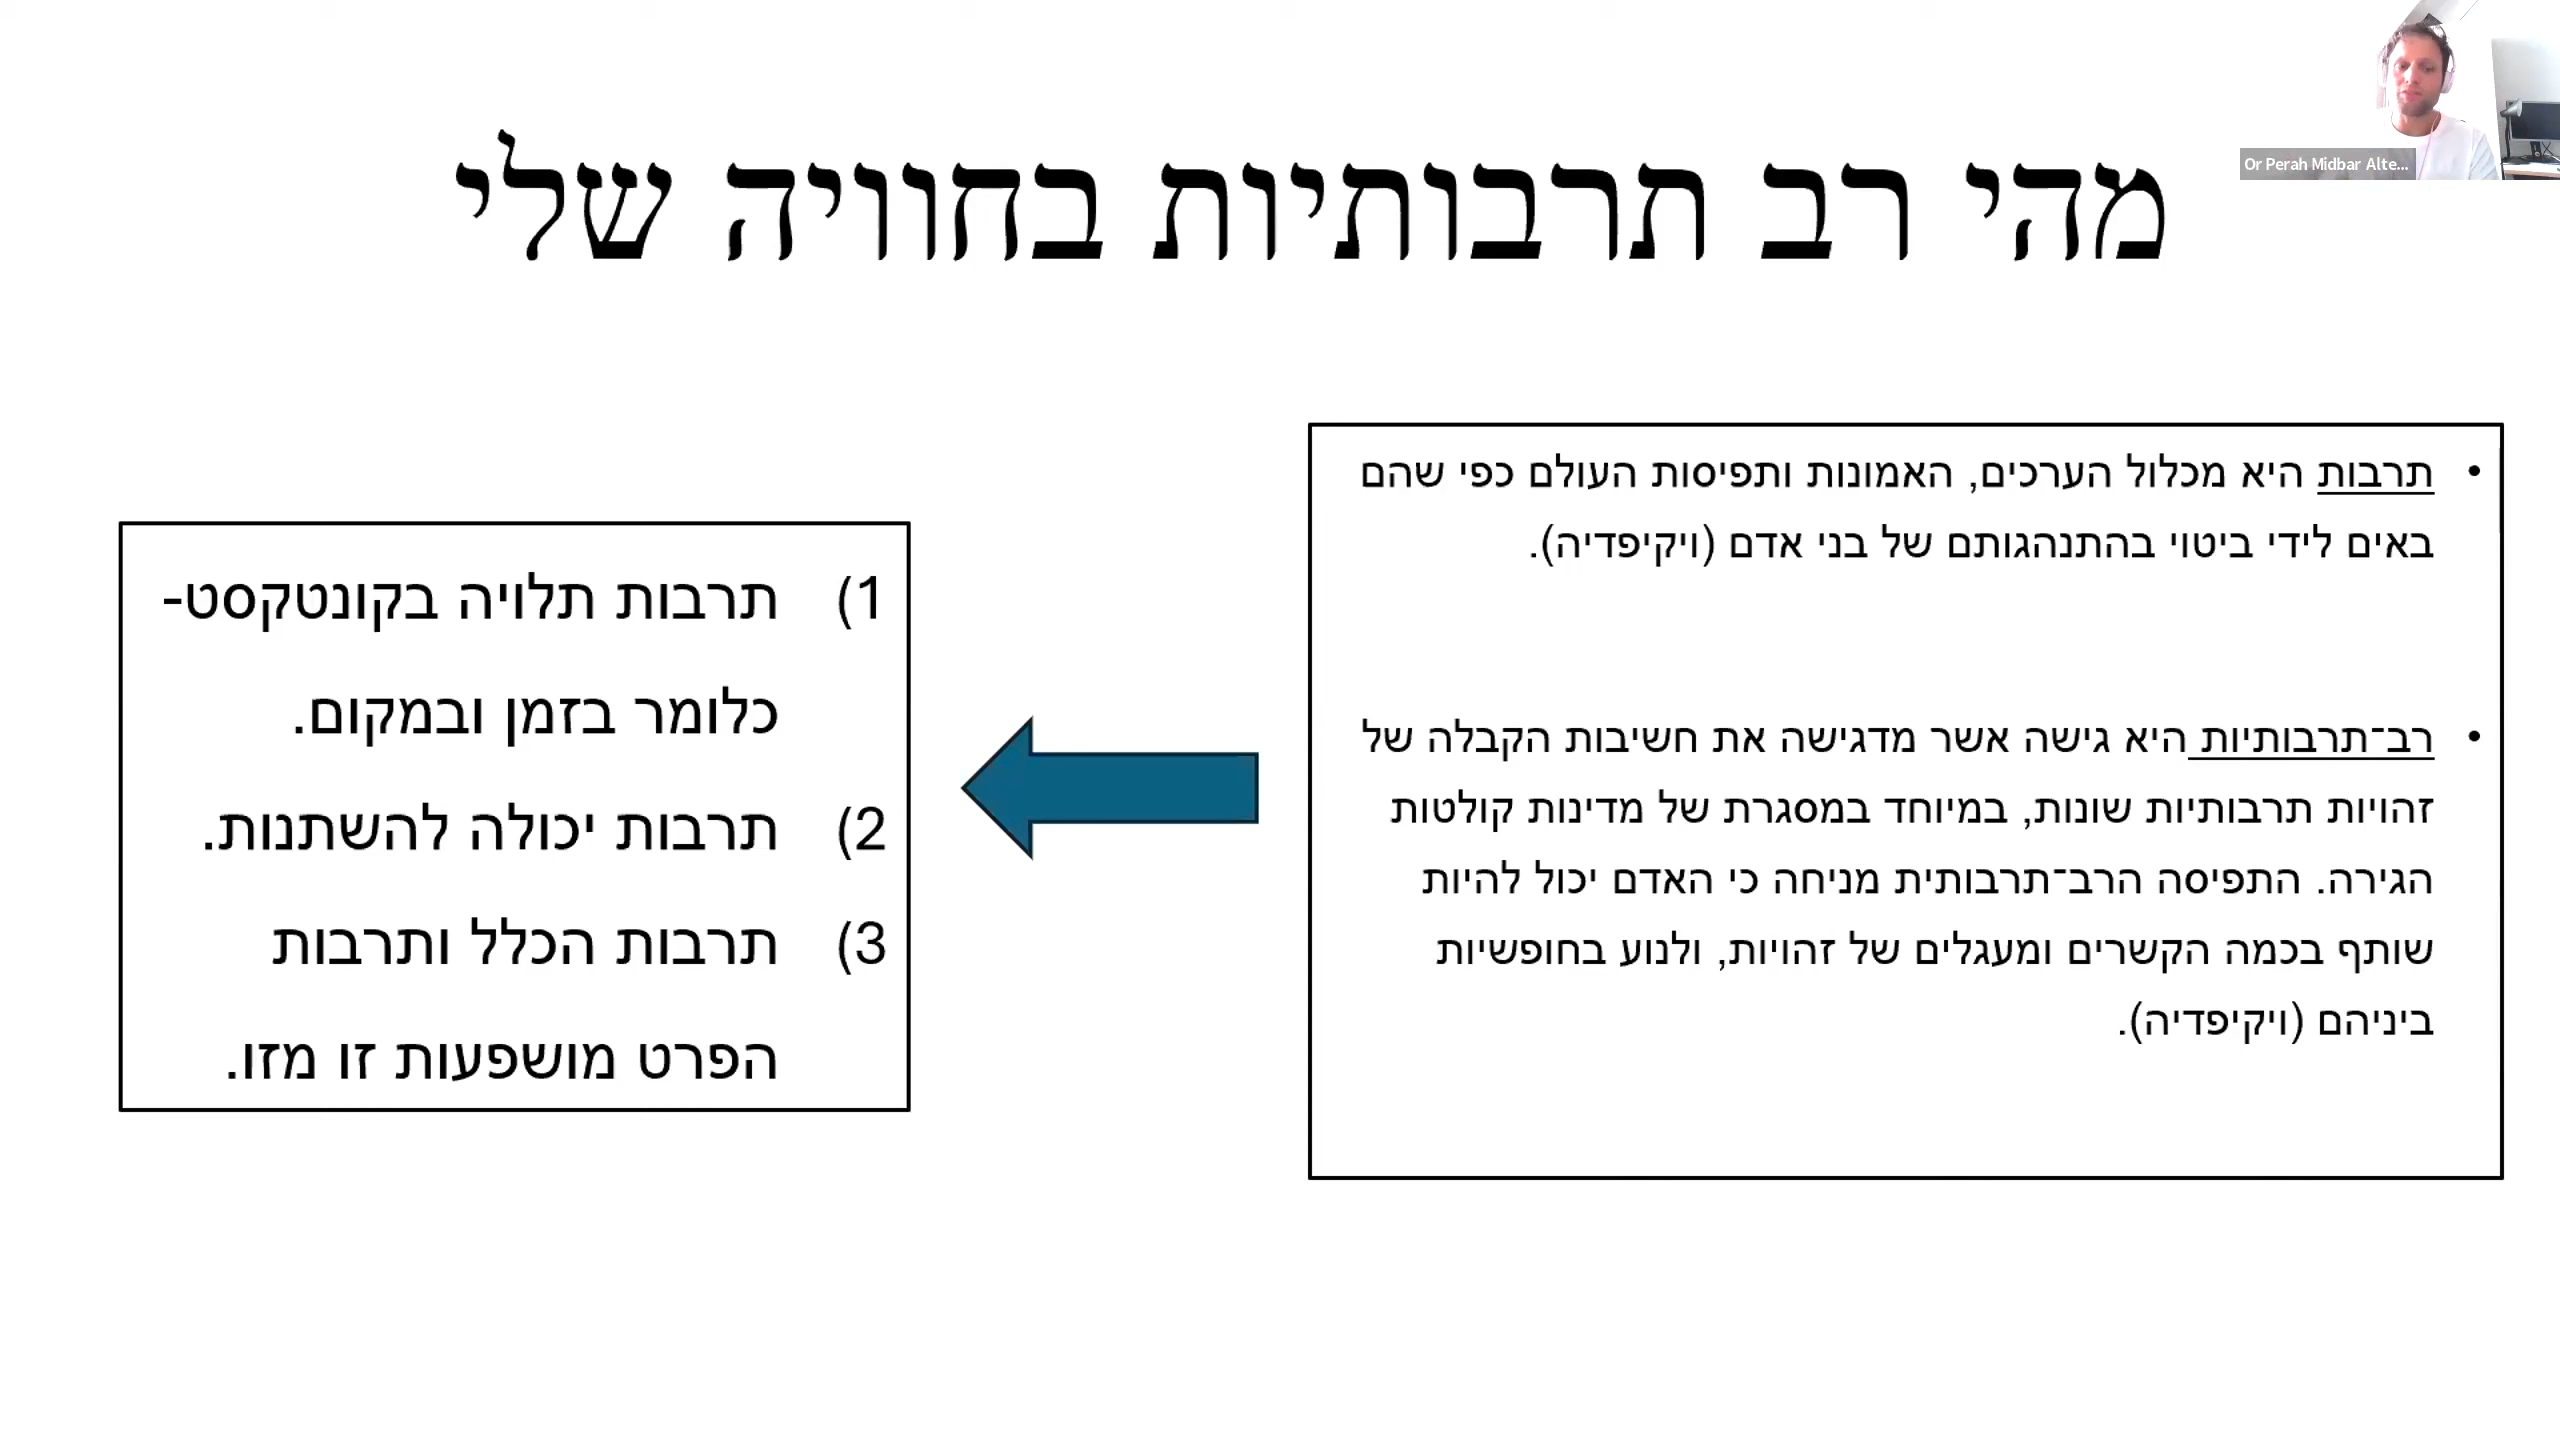 מהי רב תרבותיות בחוויה שלי
Or Perah Midbar Alte...
• תרבות היא מכלול הערכים, האמונות ותפיסות העולם כפי שהם
באים לידי ביטוי בהתנהגותם של בני אדם (ויקיפדיה).
• רב־תרבותיות היא גישה אשר מדגישה את חשיבות הקבלה של
זהויות תרבותיות שונות, במיוחד במסגרת של מדינות קולטות
הגירה. התפיסה הרב־תרבותית מניחה כי האדם יכול להיות
שותף בכמה הקשרים ומעגלים של זהויות, ולנוע בחופשיות
ביניהם (ויקיפדיה).
1) תרבות תלויה בקונטקסט-
כלומר בזמן ובמקום.
2) תרבות יכולה להשתנות.
3) תרבות הכלל ותרבות
הפרט מושפעות זו מזו.